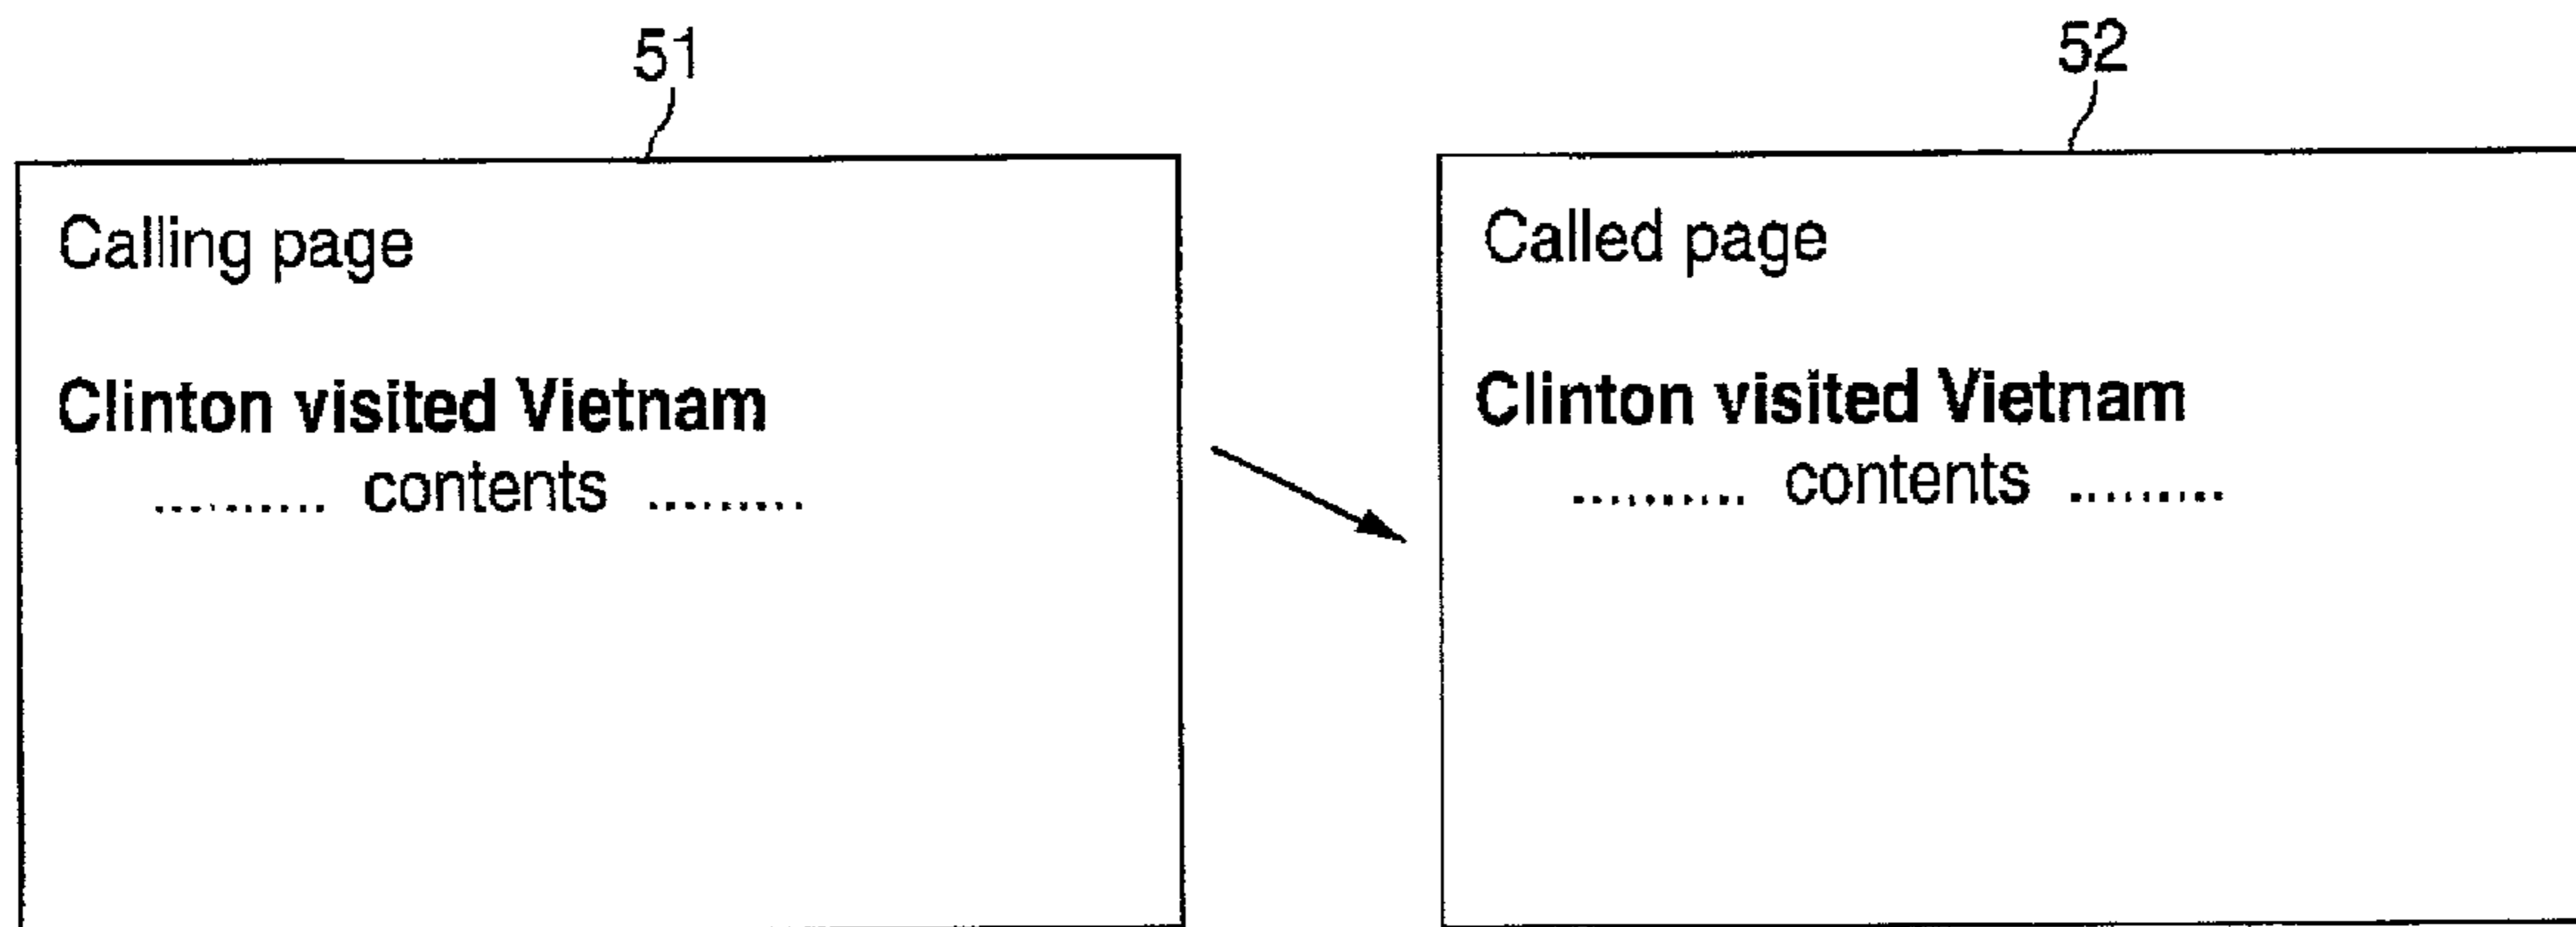 51
Calling page
Clinton visited Vietnam
.......... contents ..........
52
Called page
Clinton visited Vietnam
.......... contents ..........